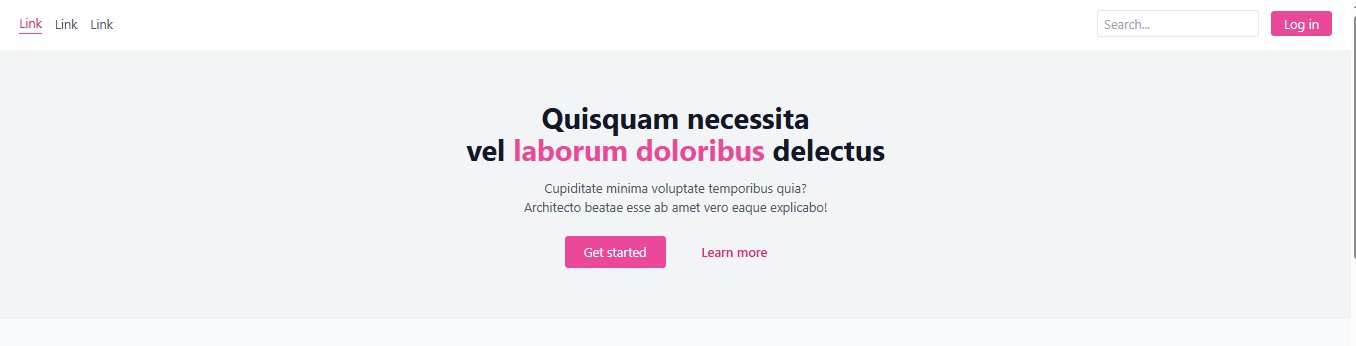 Link Link Link Search... Log in
Quisquam necessita
vel laborum doloribus delectus
Cupiditate minima voluptate temporibus quia?
Architecto beatae esse ab amet vero eaque explicabo!
Get started Learn more